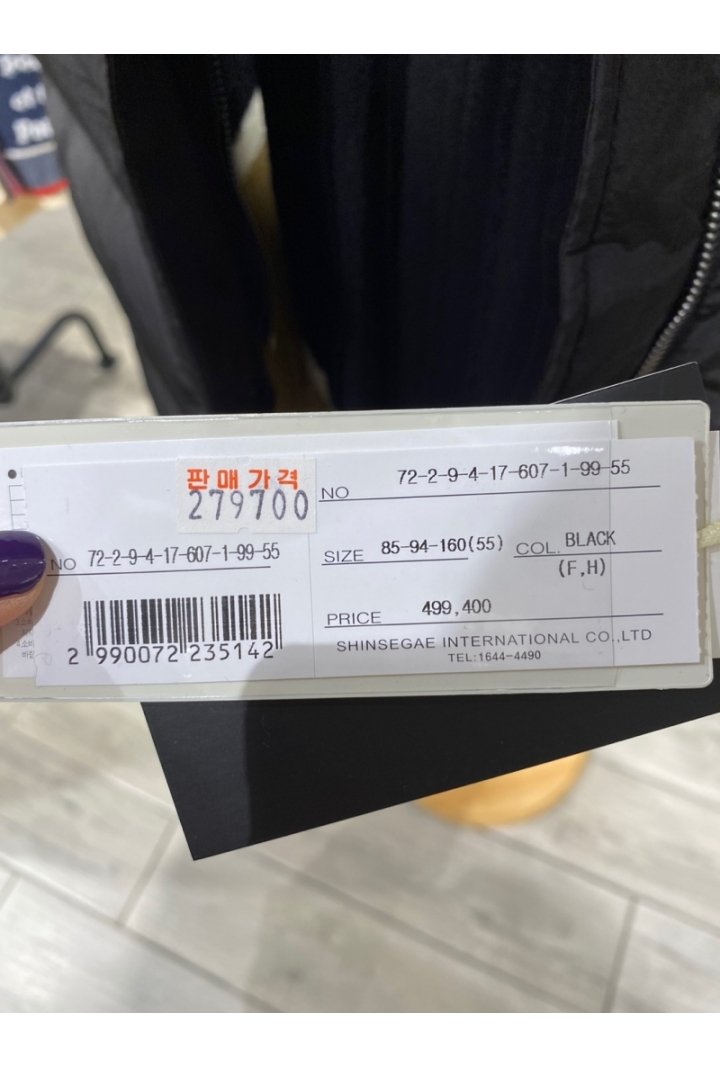 판매가격
279700
NO 72-2-9-4-17-607-1-99-55
2 990072 235142
NO 72-2-9-4-17-607-1-99-55
SIZE 85-94-160(55) COL. BLACK
(F,H)
PRICE 499,400
SHINSEGAE INTERNATIONAL CO.,LTD
TEL:1644-4490